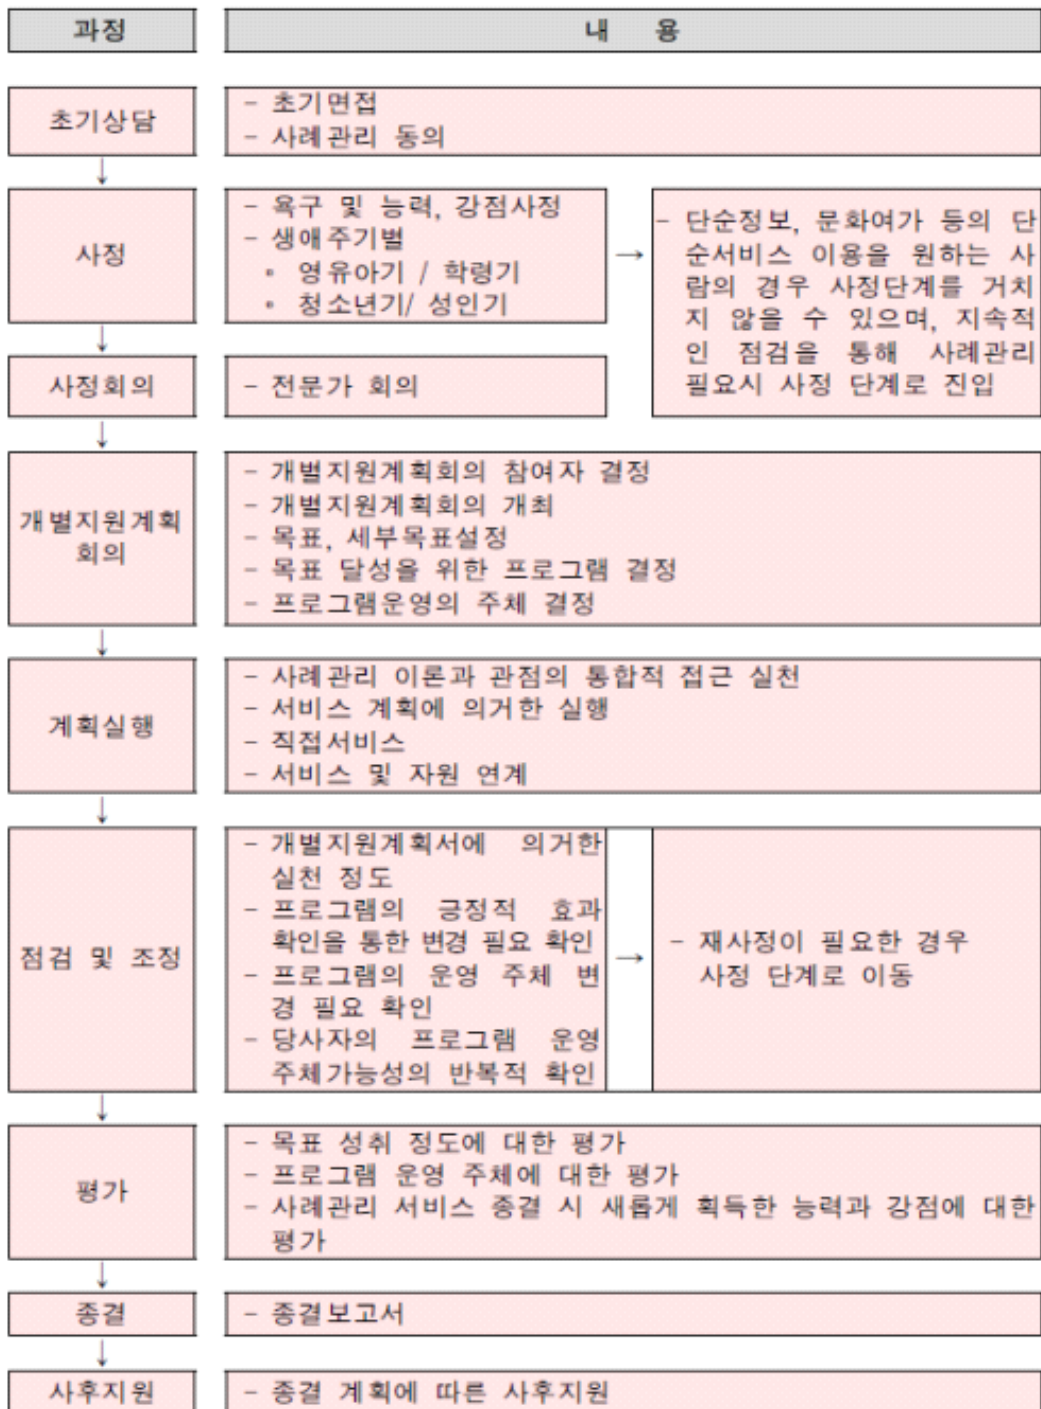 과정
내 용
초기상담
- 초기면접
- 사례관리 동의
↓
사정
- 욕구 및 능력, 강점사정
- 생애주기별
∘ 영유아기 / 학령기
∘ 청소년기/ 성인기
→
- 단순정보, 문화여가 등의 단
순서비스 이용을 원하는 사
람의 경우 사정단계를 거치
지 않을 수 있으며, 지속적
인 점검을 통해 사례관리
필요시 사정 단계로 진입
↓
사정회의
- 전문가 회의
↓
개별지원계획
회의
- 개별지원계획회의 참여자 결정
- 개별지원계획회의 개최
- 목표, 세부목표설정
- 목표 달성을 위한 프로그램 결정
- 프로그램운영의 주체 결정
↓
계획실행
- 사례관리 이론과 관점의 통합적 접근 실천
- 서비스 계획에 의거한 실행
- 직접서비스
- 서비스 및 자원 연계
↓
점검 및 조정
- 개별지원계획서에 의거한
실천 정도
- 프로그램의 긍정적 효과
확인을 통한 변경 필요 확인
- 프로그램의 운영 주체 변
경 필요 확인
- 당사자의 프로그램 운영
주체가능성의 반복적 확인
→
- 재사정이 필요한 경우
사정 단계로 이동
↓
평가
- 목표 성취 정도에 대한 평가
- 프로그램 운영 주체에 대한 평가
- 사례관리 서비스 종결 시 새롭게 획득한 능력과 강점에 대한
평가
↓
종결
- 종결보고서
↓
사후지원
- 종결 계획에 따른 사후지원